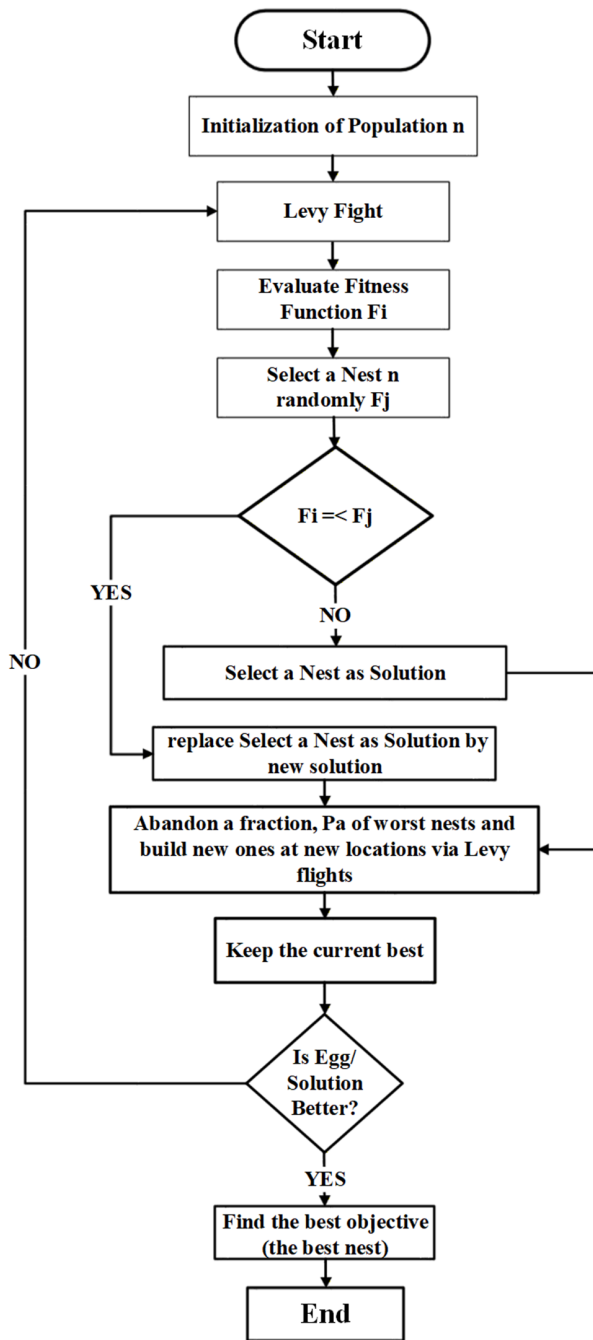 Start
Initialization of Population n
Levy Fight
Evaluate Fitness
Function Fi
Select a Nest n
randomly Fj
Fi =< Fj
YES
NO
NO
Select a Nest as Solution
replace Select a Nest as Solution by
new solution
Abandon a fraction, Pa of worst nests and
build new ones at new locations via Levy
flights
Keep the current best
Is Egg/
Solution
Better?
YES
Find the best objective
(the best nest)
End